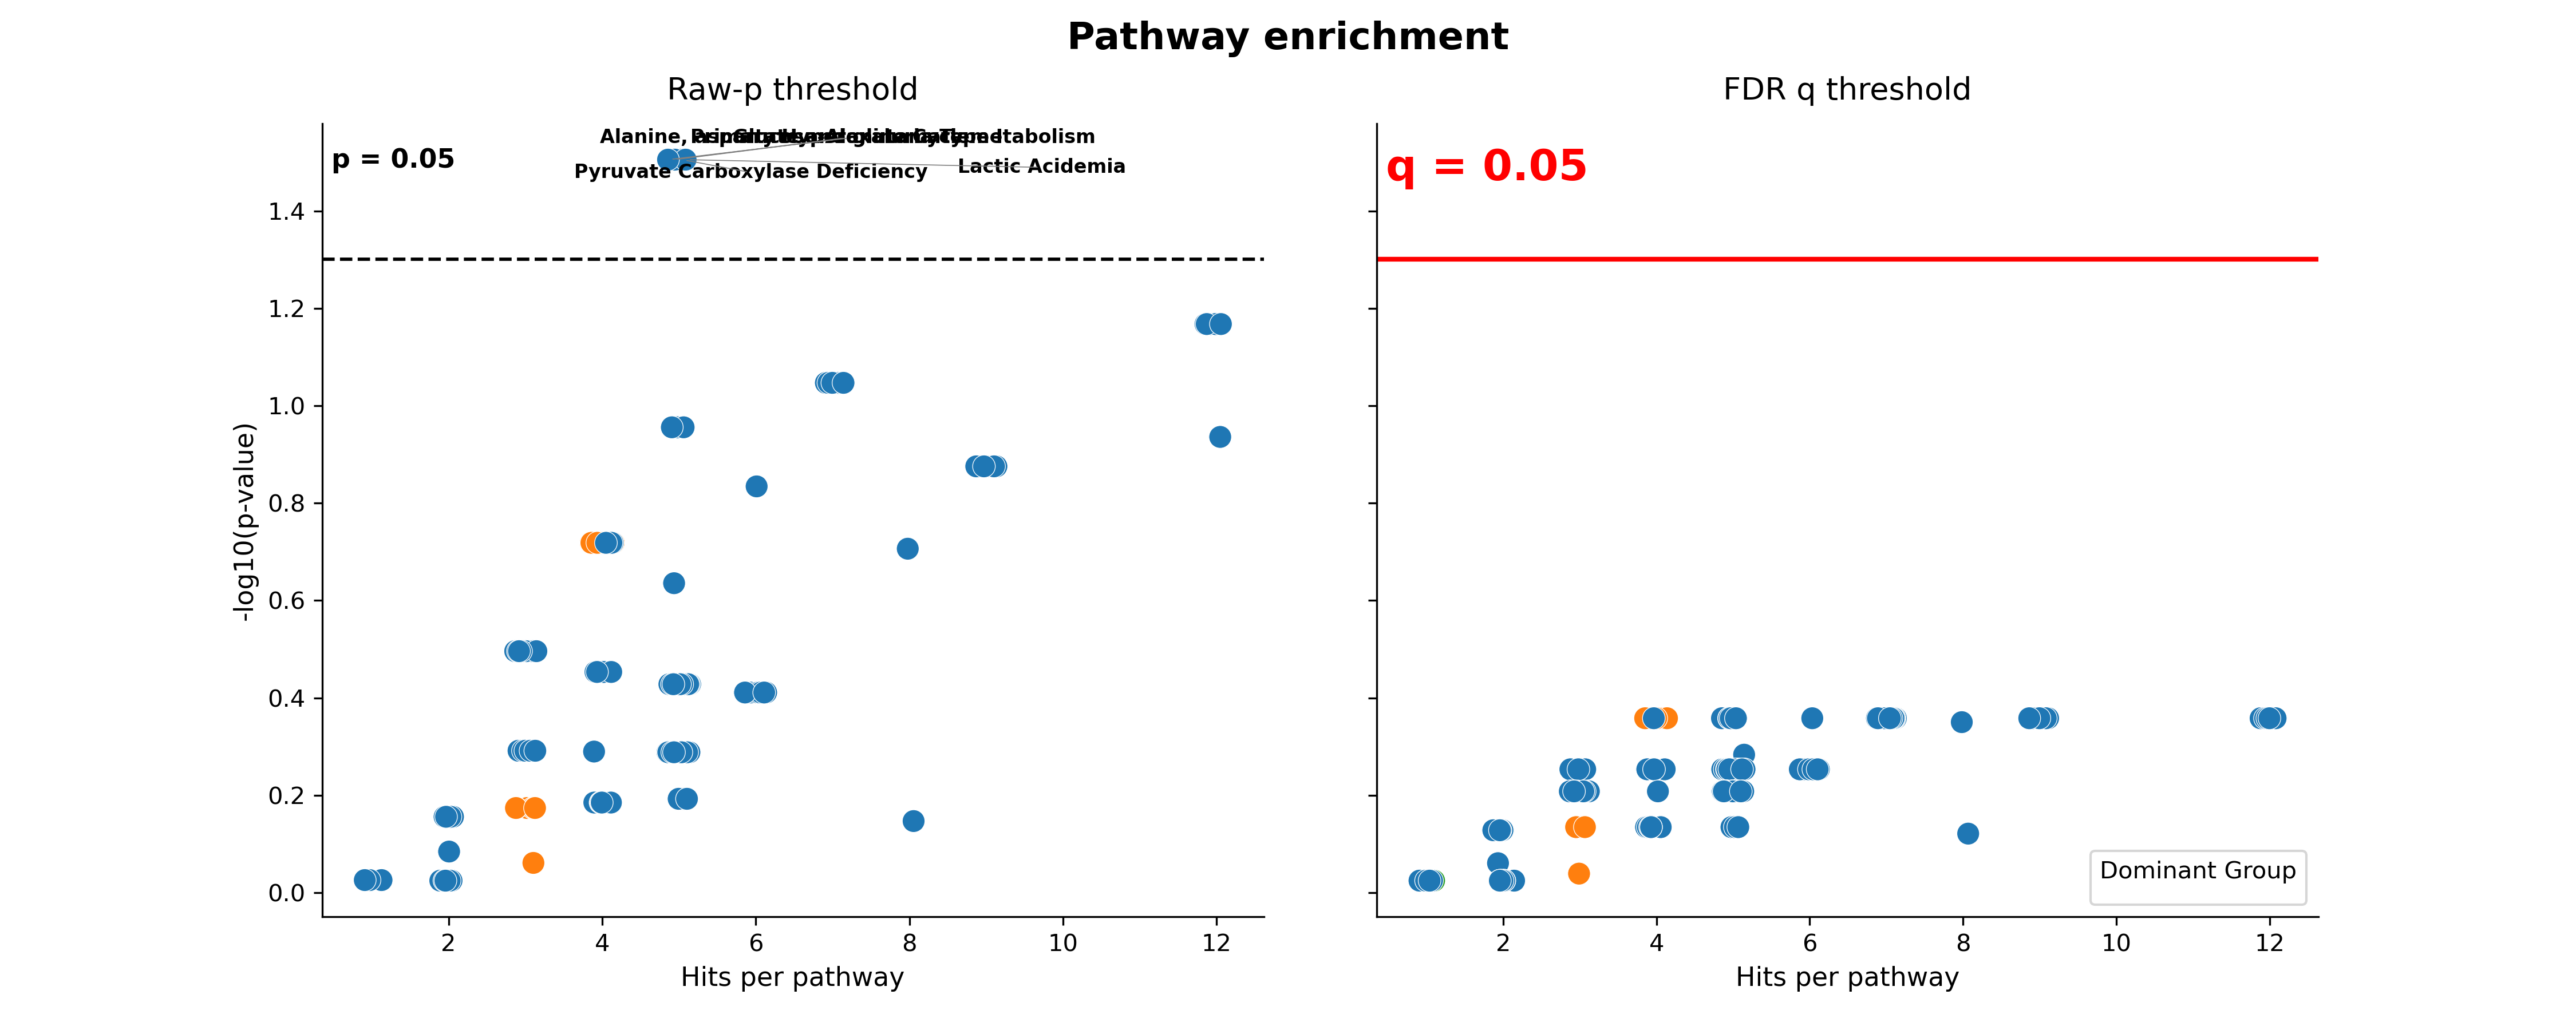 Pathway enrichment
Raw-p threshold
FDR q threshold
p = 0.05
Alanine,
Metabolism
Pyruvate Carboxylase Deficiency
Lactic Acidemia
q = 0.05
-log10(p-value)
1.4
1.2
1.0
0.8
0.6
0.4
0.2
0.0
2 4 6 8 10 12
Hits per pathway
2 4 6 8 10 12
Hits per pathway
Dominant Group